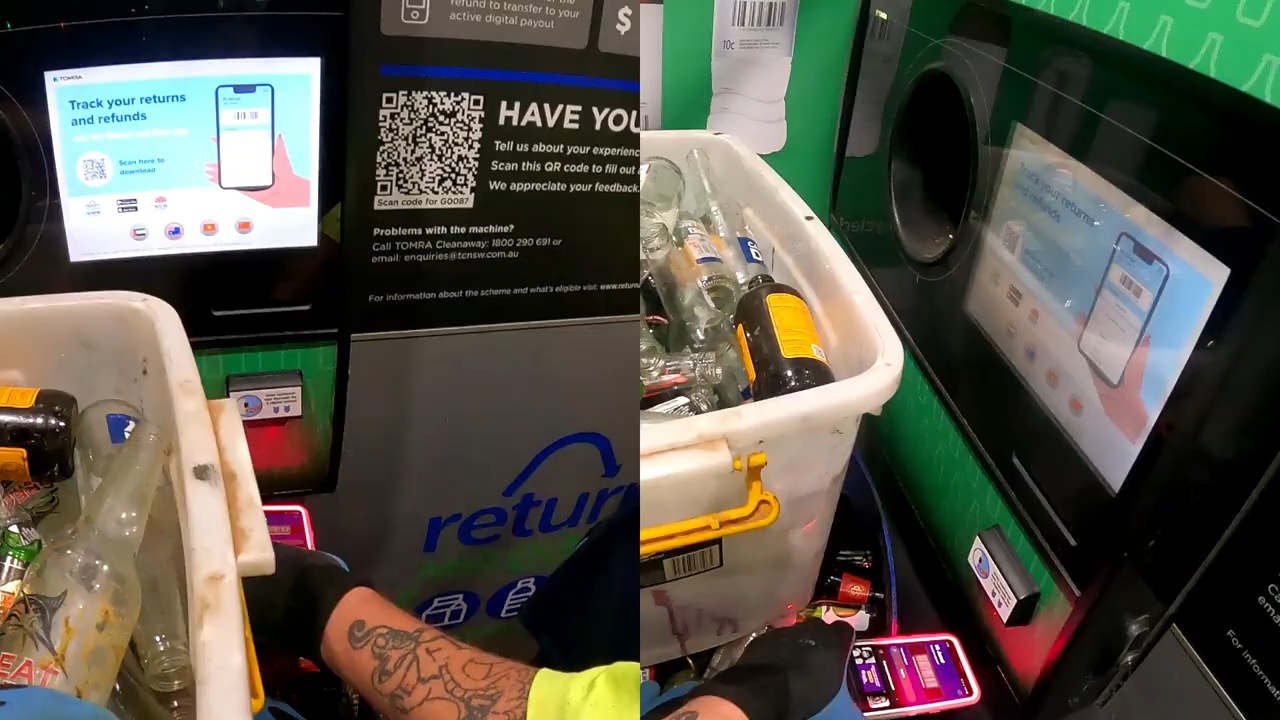 refund to transfer to your
active digital payout
$
TOMRA
Track your returns
and refunds
Scan here to
download
HAVE YOU
Tell us about your experienc
Scan this QR code to fill out
We appreciate your feedback.
Scan code for G0087
Problems with the machine?
Call TOMRA Cleanaway: 1800 290 691 or
email: enquiries@tcnsw.com.au
For information about the scheme and what's eligible visit: www.return
return
EAT
10c
Track your returns
and refunds
For informat